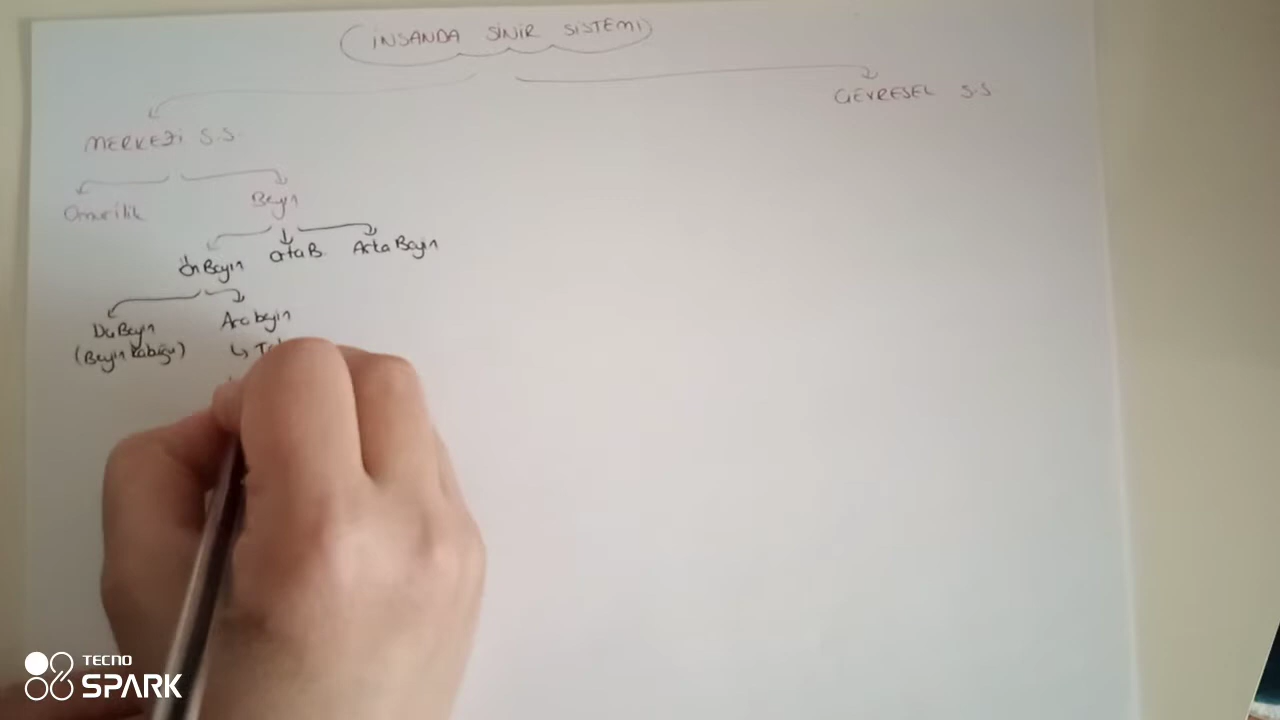 İNSANDA SİNİR SİSTEMİ
MERKEZİ S.S.
ÇEVRESEL S.S
Omurilik
Beyin
Ön Beyin
Orta B.
Arka Beyin
Uç Beyin
(Beyin kabuğu)
Ara beyin
TECNO
SPARK